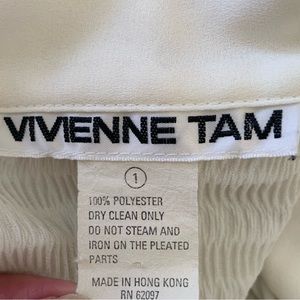 VIVIENNE TAM
1
100% POLYESTER
DRY CLEAN ONLY
DO NOT STEAM AND
IRON ON THE PLEATED
PARTS
MADE IN HONG KONG
RN 62097